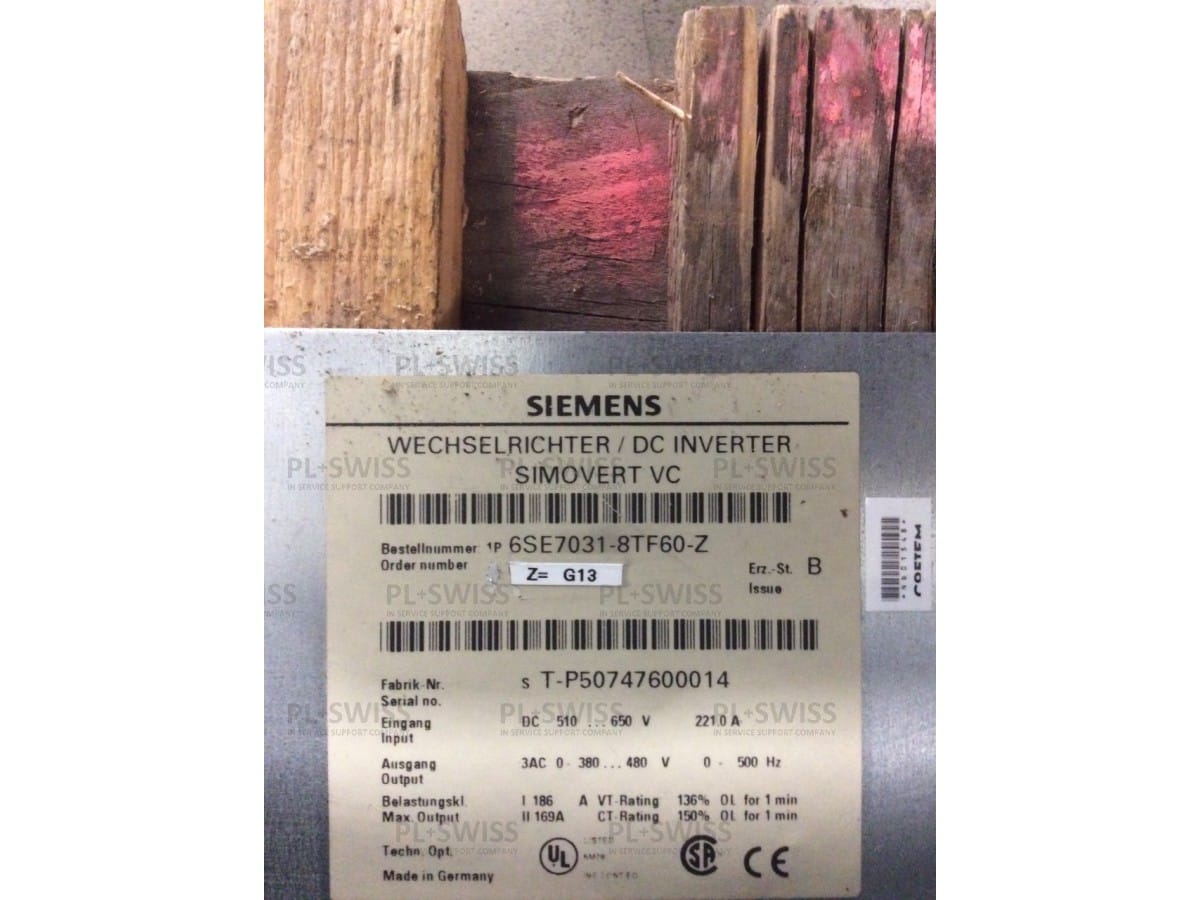 SIEMENS
WECHSELRICHTER / DC INVERTER
SIMOVERT VC
Bestellnummer 1P 6SE7031-8TF60-Z
Order number
Z= G13
Erz.-St. B
Issue
Fabrik-Nr. S T-P50747600014
Serial no.
Eingang DC 510 ... 650 V 221.0 A
Input
Ausgang 3AC 0- 380 ... 480 V 0 - 500 Hz
Output
Belastungskl. I 186 A VT-Rating 136% OL for 1 min
Max. Output II 169A CT-Rating 150% OL for 1 min
Techn. Opt.
UL LISTED
SA CE
Made in Germany
PL+SWISS
IN SERVICE SUPPORT COMPANY